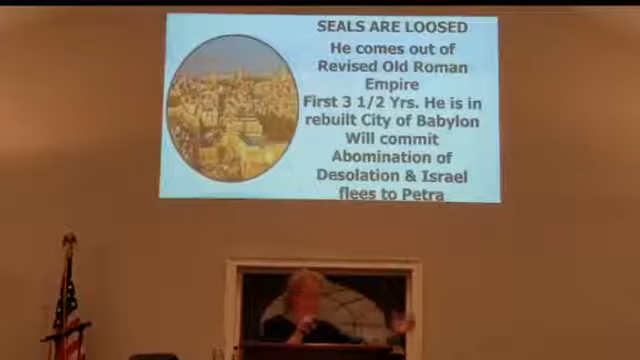 SEALS ARE LOOSED
He comes out of
Revised Old Roman
Empire
First 3 1/2 Yrs. He is in
rebuilt City of Babylon
Will commit
Abomination of
Desolation & Israel
flees to Petra